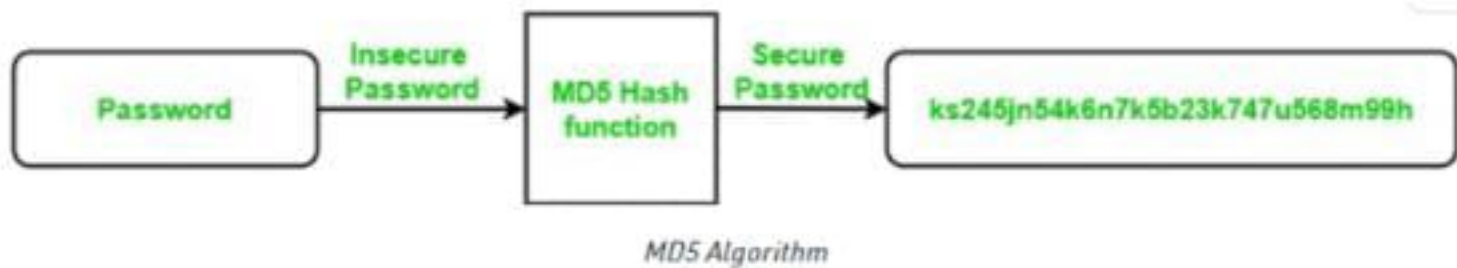 Password
Insecure
Password
MD5 Hash
function
Secure
Password
ks245jn54k6n7k5b23k747u568m99h
MD5 Algorithm